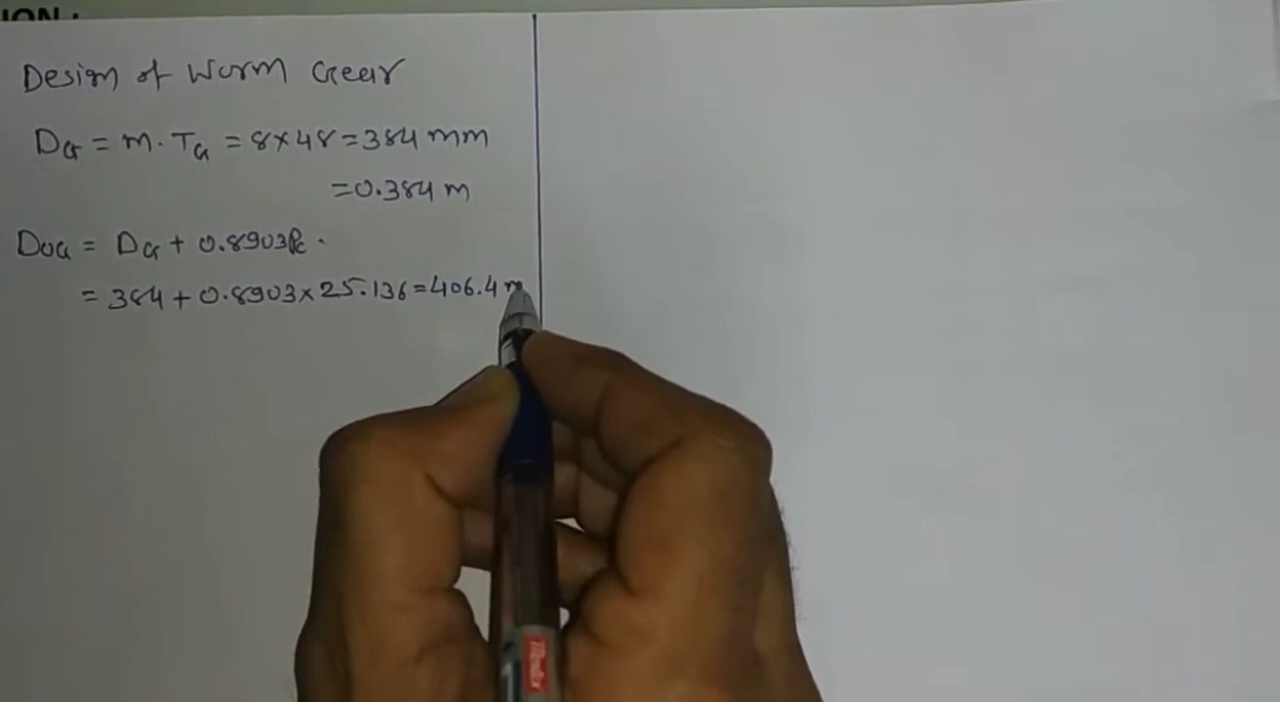 ION :
Design of Worm Gear
DG = m. TG = 8×48=384 mm
=0.384 m
DOG = DG + 0.8903Pc .
= 384 + 0.8903×25.136=406.4 m